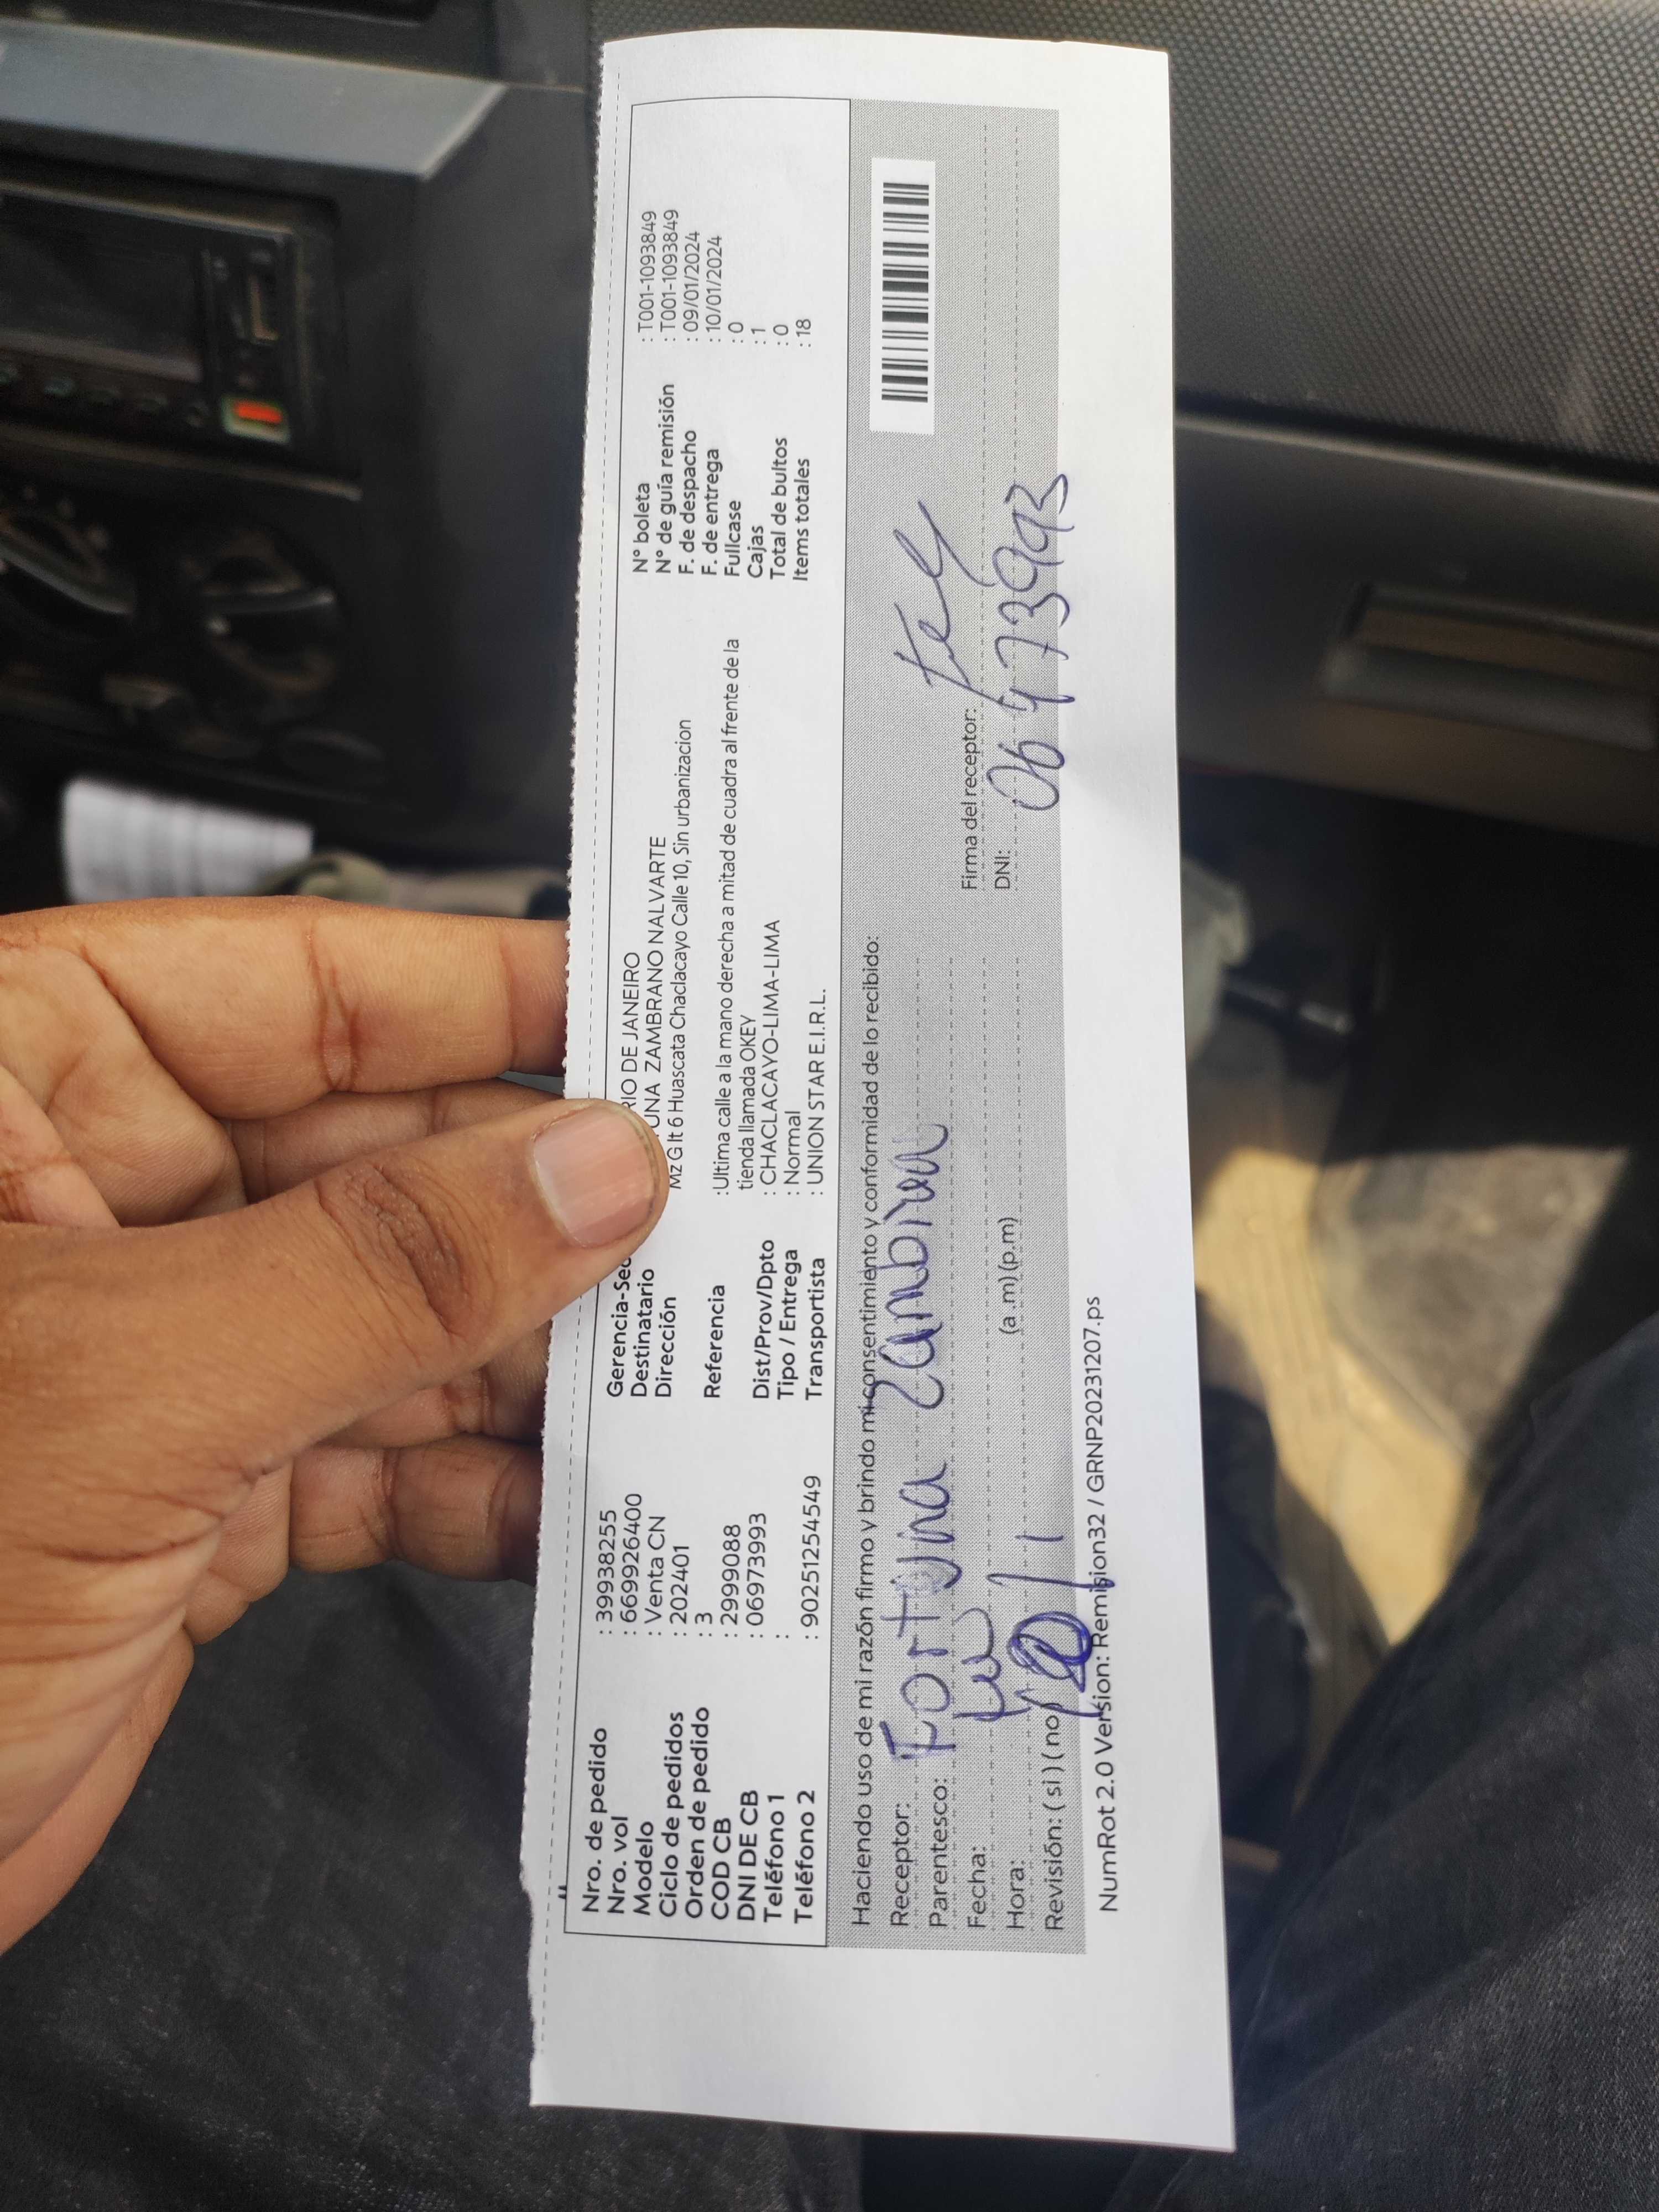 Nro. de pedido : 39938255
Nro. vol : 669926400
Modelo : Venta CN
Ciclo de pedidos : 202401
Orden de pedido : 3
COD CB : 2999088
DNI DE CB : 06973993
Teléfono 1 :
Teléfono 2 : 902512545​49
Gerencia-Sec RIO DE JANEIRO
Destinatario UNA ZAMBRANO NALVARTE
Dirección Mz G lt 6 Huascata Chaclacayo Calle 10, Sin urbanizacion
Referencia :Ultima calle a la mano derecha a mitad de cuadra al frente de la
tienda llamada OKEY
Dist/Prov/Dpto : CHACLACAYO-LIMA-LIMA
Tipo / Entrega : Normal
Transportista : UNION STAR E.I.R.L.
N° boleta : T001-1093849
N° de guía remisión : T001-1093849
F. de despacho : 09/01/2024
F. de entrega : 10/01/2024
Fullcase : 0
Cajas : 1
Total de bultos : 0
Items totales : 18
Haciendo uso de mi razón firmo y brindo mi consentimiento y conformidad de lo recibido:
Receptor: Fortuna
Parentesco:
Fecha:
Hora: (a .m) (p.m)
Revisión: ( si ) ( no )
Firma del receptor:
DNI: 06973993
NumRot 2.0 Version: Remision32 / GRNP20231207.ps